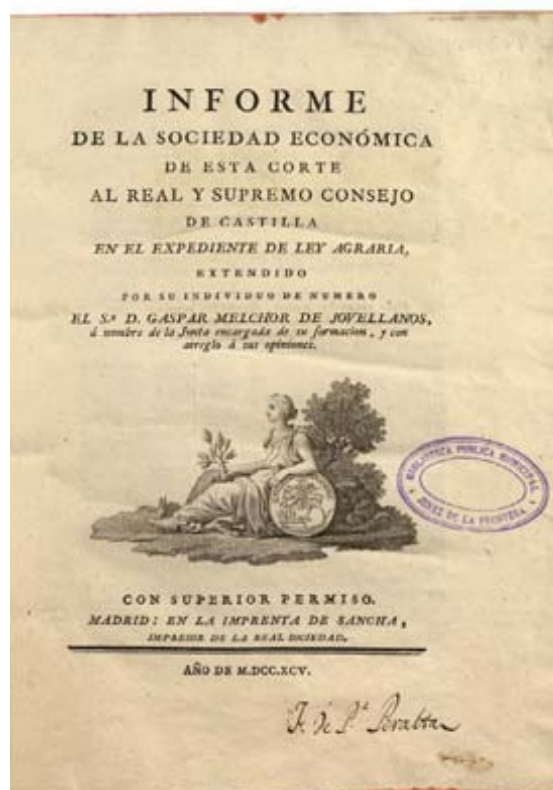 INFORME
DE LA SOCIEDAD ECONÓMICA
DE ESTA CORTE
AL REAL Y SUPREMO CONSEJO
DE CASTILLA
EN EL EXPEDIENTE DE LEY AGRARIA,
EXTENDIDO
POR SU INDIVIDUO DE NUMERO
EL S.R D. GASPAR MELCHOR DE JOVELLANOS,
á nombre de la Junta encargada de su formacion, y con
arreglo á sus opiniones.
BIBLIOTECA PUBLICA MUNICIPAL
JEREZ DE LA FRONTERA
CON SUPERIOR PERMISO.
MADRID: EN LA IMPRENTA DE SANCHA,
IMPRESOR DE LA REAL SOCIEDAD.
AÑO DE M.DCC.XCV.